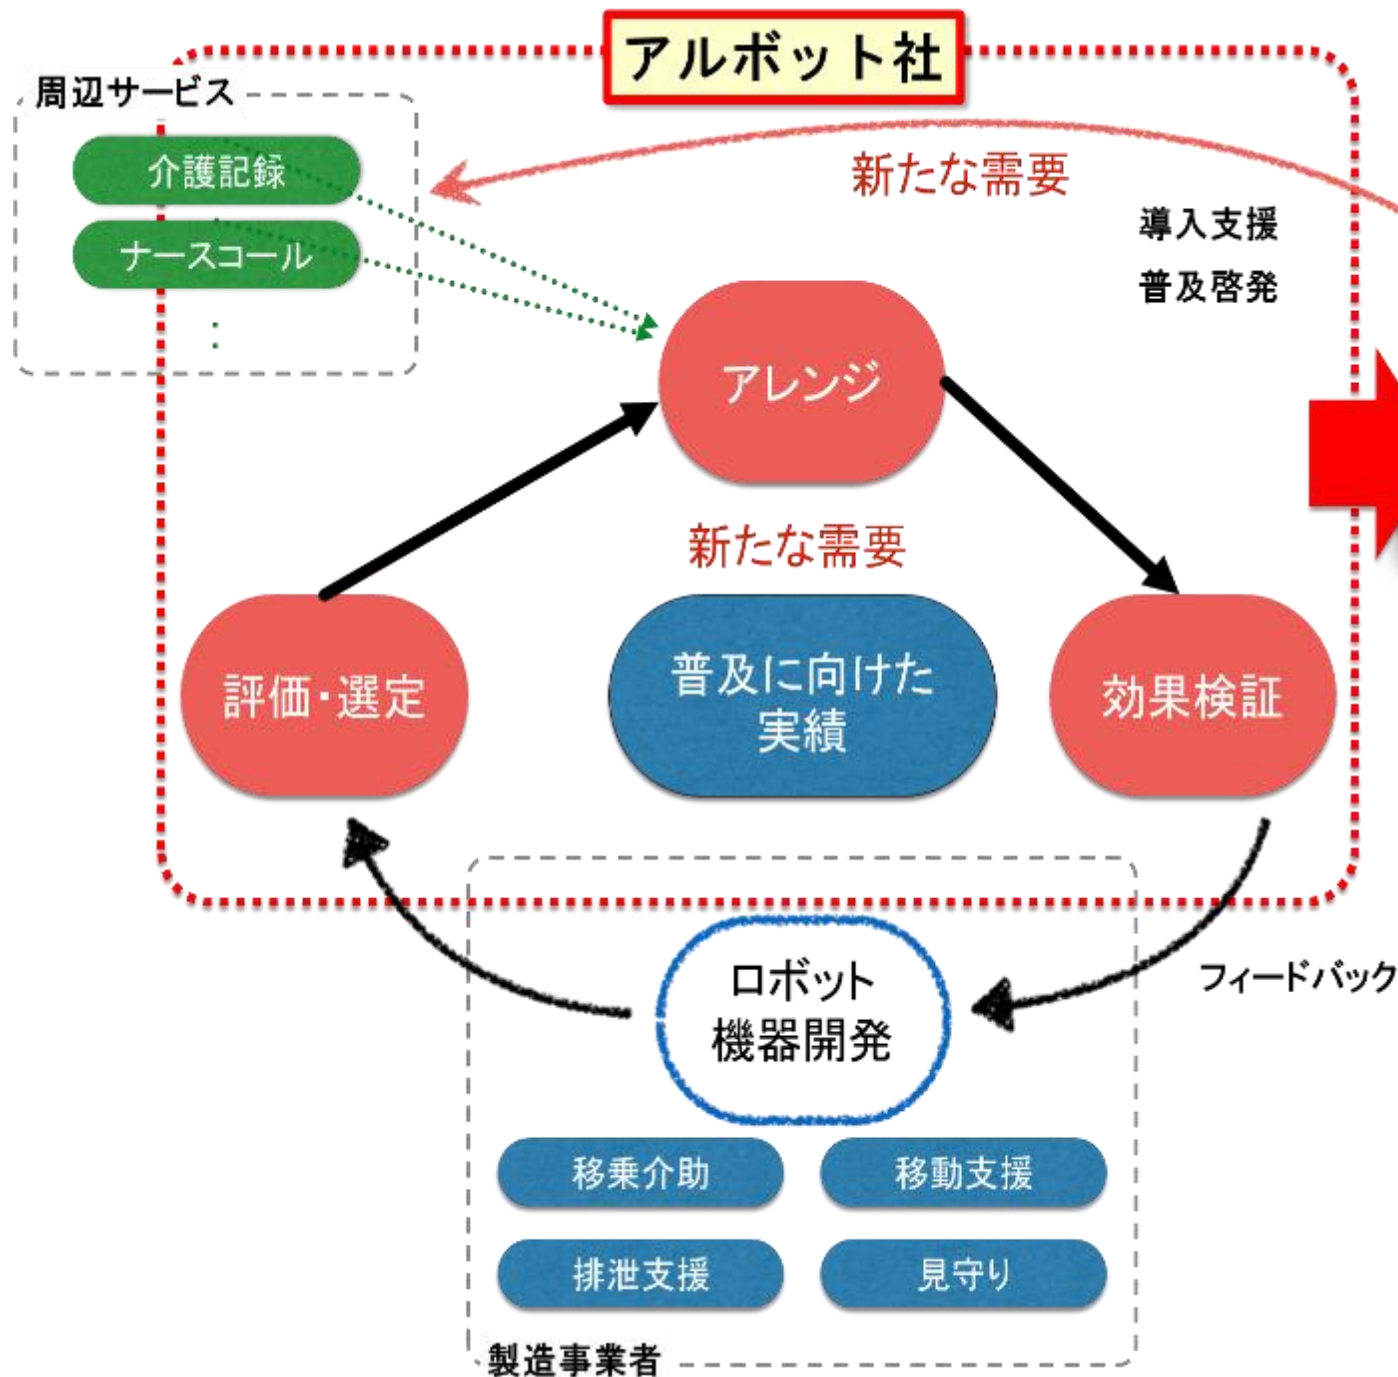 アルボット社
周辺サービス
介護記録
ナースコール
:
新たな需要
導入支援
普及啓発
アレンジ
新たな需要
評価・選定
普及に向けた
実績
効果検証
ロボット
機器開発
フィードバック
移乗介助
移動支援
排泄支援
見守り
製造事業者